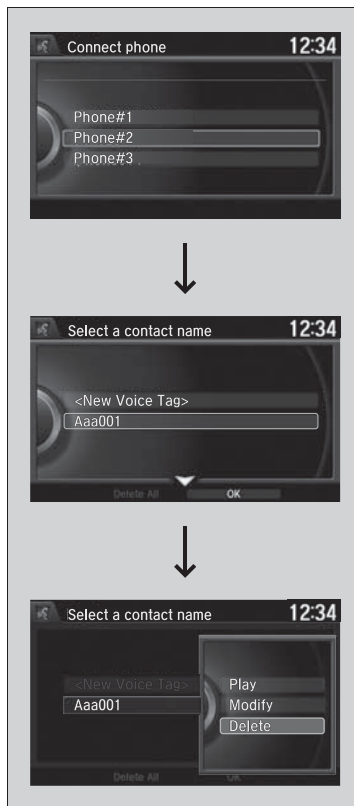 Connect phone 12:34
Phone#1
Phone#2
Phone#3
Select a contact name 12:34
<New Voice Tag>
Aaa001
Delete All OK
Select a contact name 12:34
<New Voice Tag>
Play
Aaa001 Modify
Delete
Delete All OK